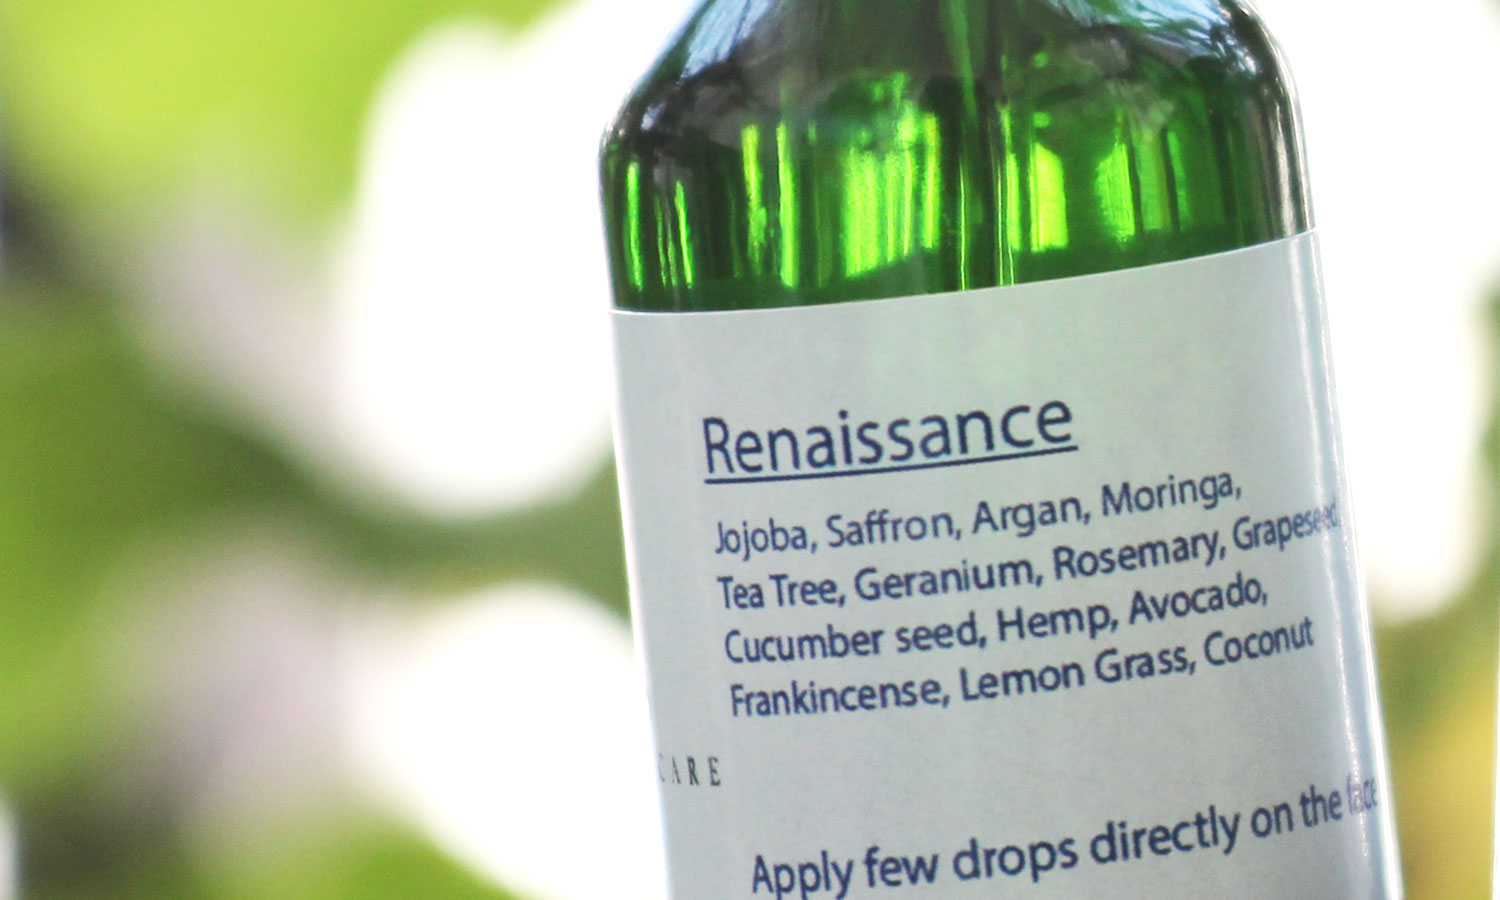 Renaissance
Jojoba, Saffron, Argan, Moringa,
Tea Tree, Geranium, Rosemary, Grapeseed,
Cucumber seed, Hemp, Avocado,
Frankincense, Lemon Grass, Coconut
CARE
Apply few drops directly on the face